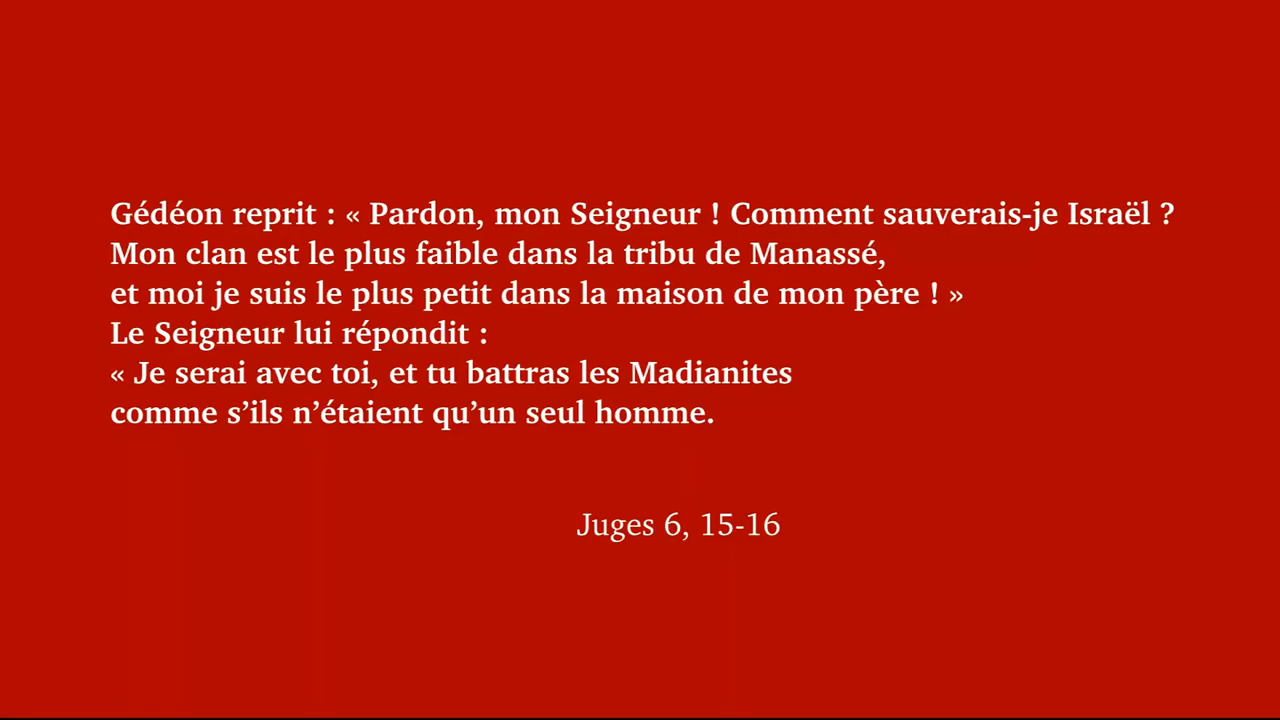 Gédéon reprit : « Pardon, mon Seigneur ! Comment sauverais-je Israël ?
Mon clan est le plus faible dans la tribu de Manassé,
et moi je suis le plus petit dans la maison de mon père ! »
Le Seigneur lui répondit :
« Je serai avec toi, et tu battras les Madianites
comme s’ils n’étaient qu’un seul homme.
Juges 6, 15-16